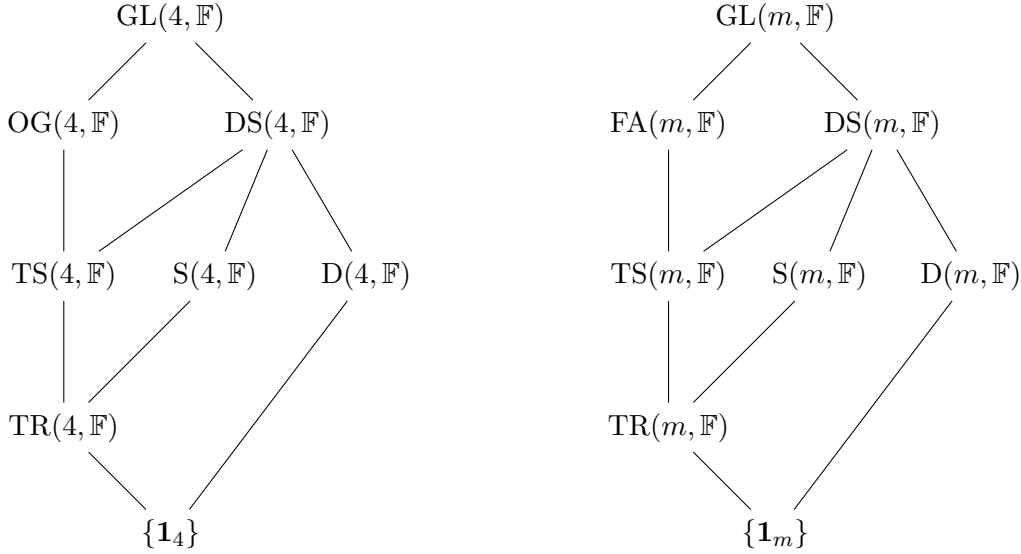 GL(4, 𝔽) GL(m, 𝔽)
OG(4, 𝔽) DS(4, 𝔽) FA(m, 𝔽) DS(m, 𝔽)
TS(4, 𝔽) S(4, 𝔽) D(4, 𝔽) TS(m, 𝔽) S(m, 𝔽) D(m, 𝔽)
TR(4, 𝔽) TR(m, 𝔽)
{𝟏₄} {𝟏ₘ}